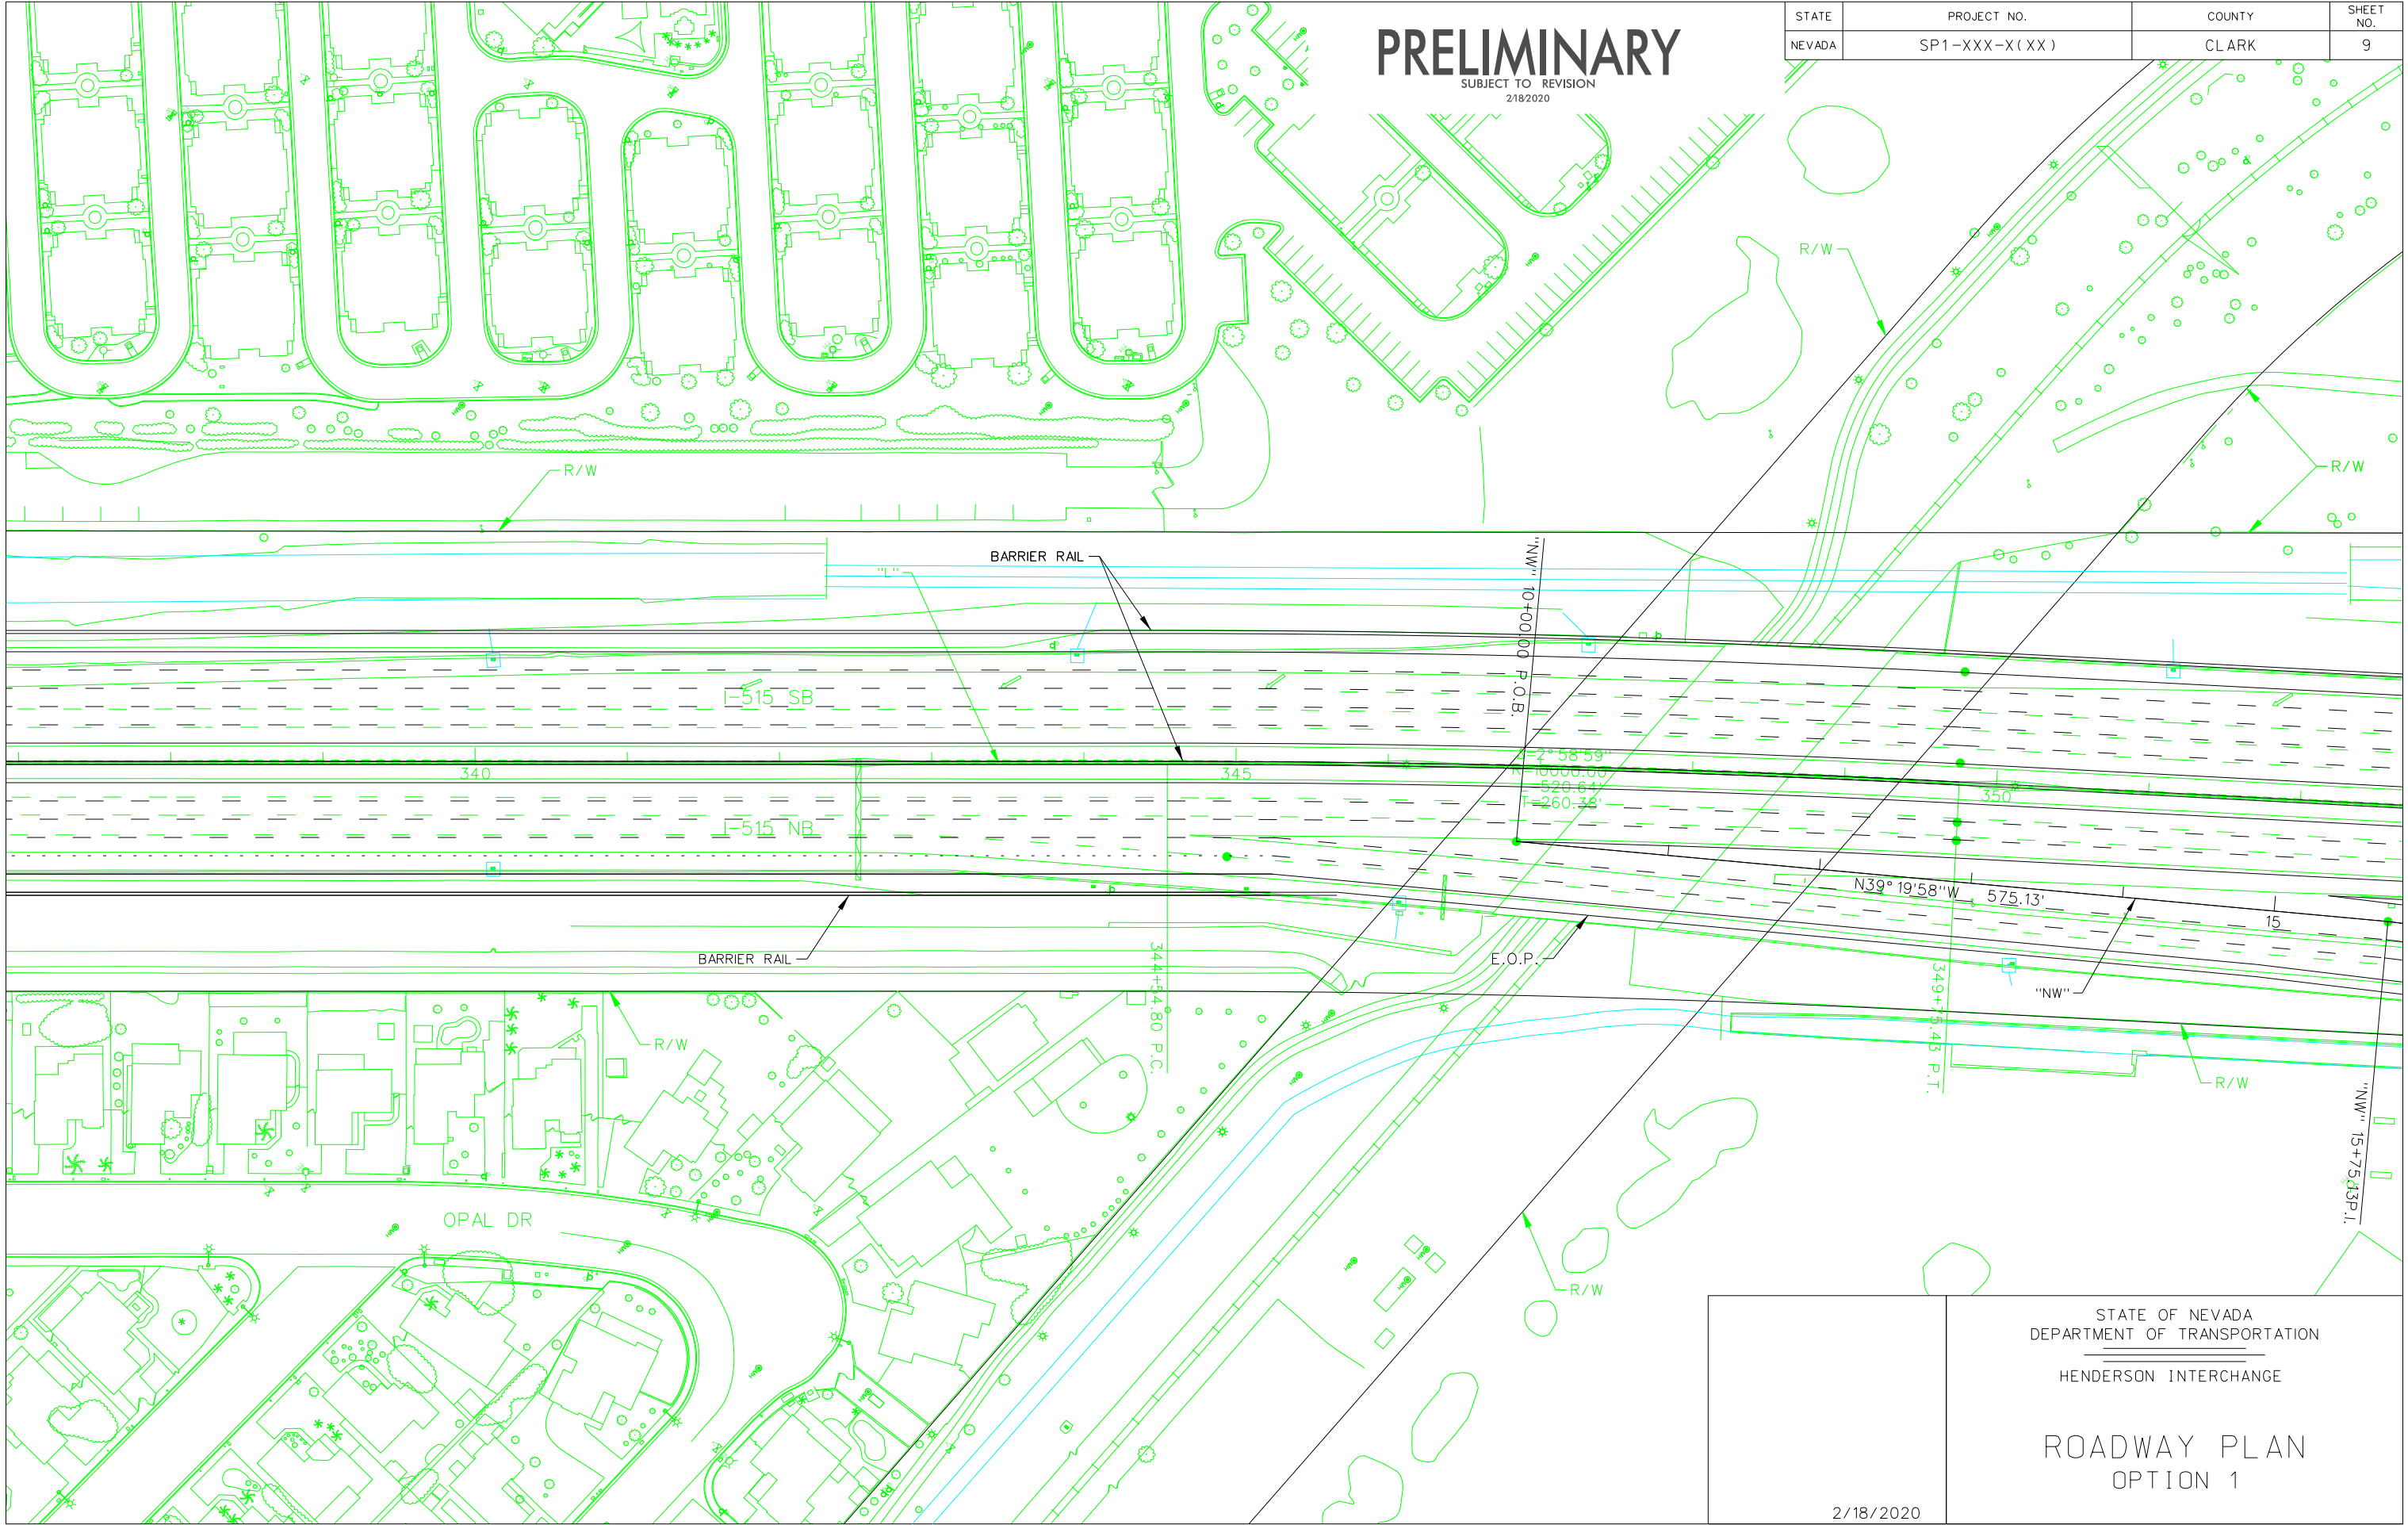 PRELIMINARY
SUBJECT TO REVISION
2/18/2020
STATE PROJECT NO. COUNTY SHEET NO.
NEVADA SP1-XXX-X(XX) CLARK 9
R/W
R/W
R/W
BARRIER RAIL
"L"
"NW" 10+00.00 P.O.B.
I-515 SB
340
345
350
2°58'59"
R=10000.00'
L=520.64'
T=260.38'
I-515 NB
N39°19'58"W 575.13'
15
BARRIER RAIL
E.O.P.
"NW"
344+54.80 P.C.
349+75.43 P.T.
R/W
R/W
"NW" 15+75.13P.I.
OPAL DR
R/W
STATE OF NEVADA
DEPARTMENT OF TRANSPORTATION
HENDERSON INTERCHANGE
ROADWAY PLAN
OPTION 1
2/18/2020